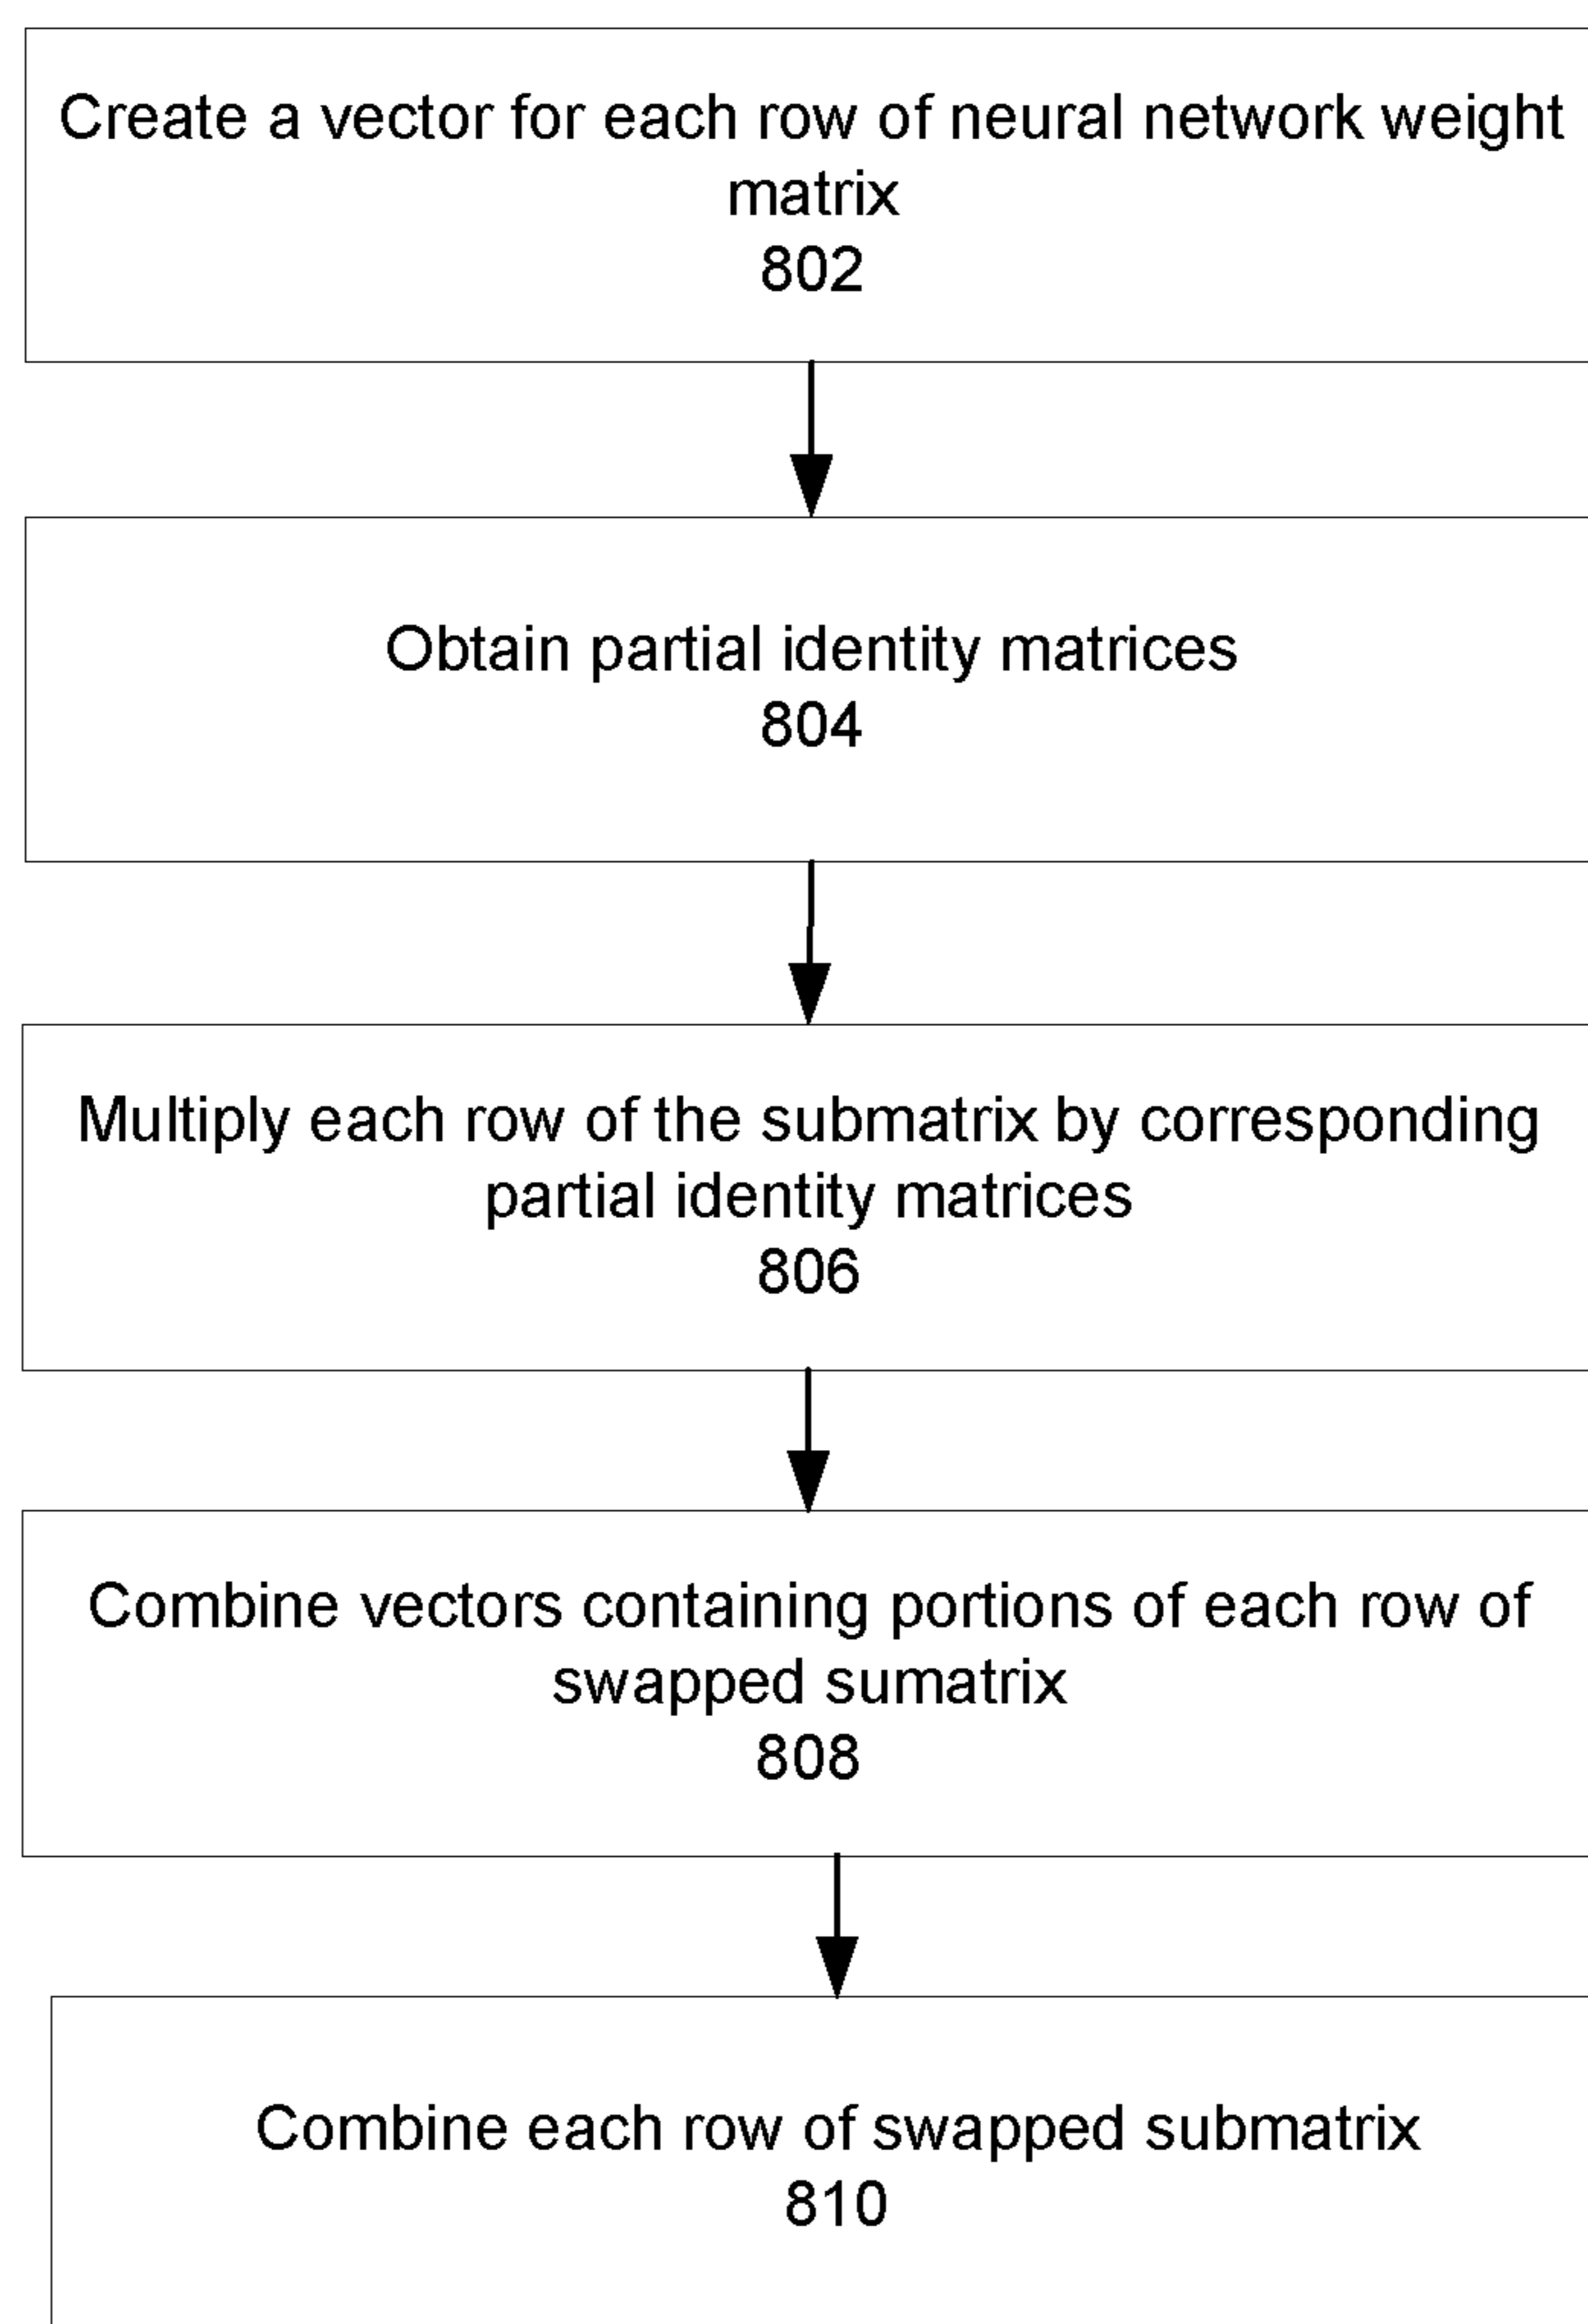 Create a vector for each row of neural network weight
matrix
802
Obtain partial identity matrices
804
Multiply each row of the submatrix by corresponding
partial identity matrices
806
Combine vectors containing portions of each row of
swapped sumatrix
808
Combine each row of swapped submatrix
810